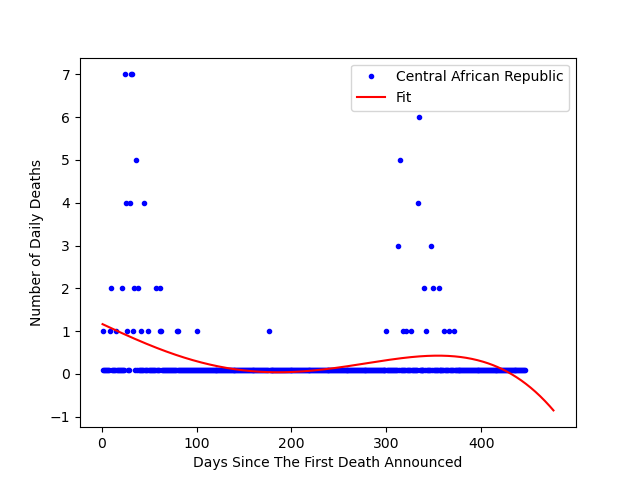 Central African Republic
Fit
7
6
5
4
3
2
1
0
−1
Number of Daily Deaths
0 100 200 300 400
Days Since The First Death Announced